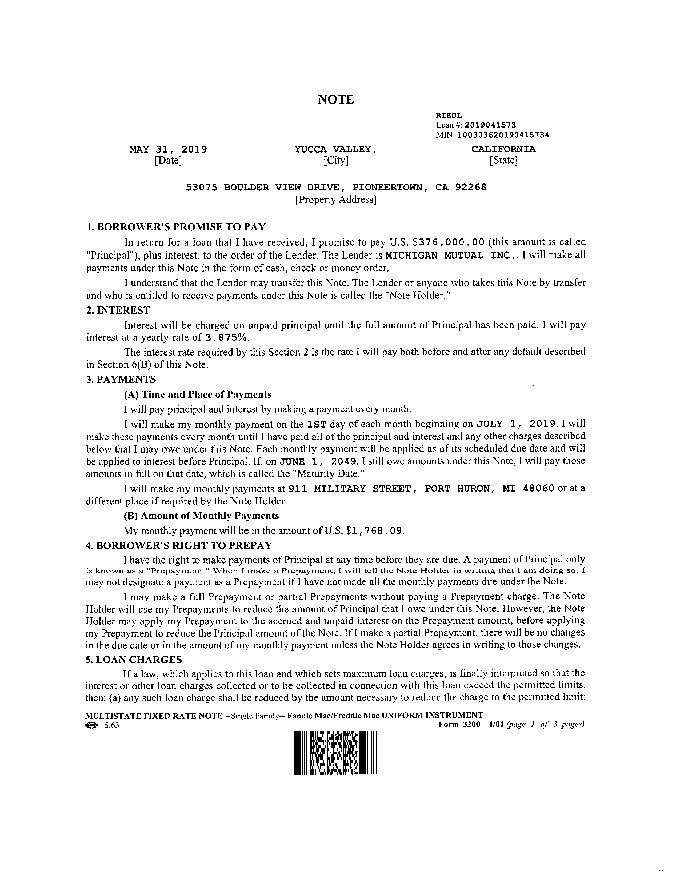 NOTE
RIEDL
Loan #: 2019041573
MIN: 100303620190415734
MAY 31, 2019 YUCCA VALLEY, CALIFORNIA
[Date] [City] [State]
53075 BOULDER VIEW DRIVE, PIONEERTOWN, CA 92268
[Property Address]
1. BORROWER'S PROMISE TO PAY
In return for a loan that I have received, I promise to pay U.S. $376,000.00 (this amount is called
"Principal"), plus interest, to the order of the Lender. The Lender is MICHIGAN MUTUAL INC.. I will make all
payments under this Note in the form of cash, check or money order.
I understand that the Lender may transfer this Note. The Lender or anyone who takes this Note by transfer
and who is entitled to receive payments under this Note is called the "Note Holder."
2. INTEREST
Interest will be charged on unpaid principal until the full amount of Principal has been paid. I will pay
interest at a yearly rate of 3.875%.
The interest rate required by this Section 2 is the rate I will pay both before and after any default described
in Section 6(B) of this Note.
3. PAYMENTS
(A) Time and Place of Payments
I will pay principal and interest by making a payment every month.
I will make my monthly payment on the 1ST day of each month beginning on JULY 1, 2019. I will
make these payments every month until I have paid all of the principal and interest and any other charges described
below that I may owe under this Note. Each monthly payment will be applied as of its scheduled due date and will
be applied to interest before Principal. If, on JUNE 1, 2049, I still owe amounts under this Note, I will pay those
amounts in full on that date, which is called the "Maturity Date."
I will make my monthly payments at 911 MILITARY STREET, PORT HURON, MI 48060 or at a
different place if required by the Note Holder.
(B) Amount of Monthly Payments
My monthly payment will be in the amount of U.S. $1,768.09.
4. BORROWER'S RIGHT TO PREPAY
I have the right to make payments of Principal at any time before they are due. A payment of Principal only
is known as a "Prepayment." When I make a Prepayment, I will tell the Note Holder in writing that I am doing so. I
may not designate a payment as a Prepayment if I have not made all the monthly payments due under the Note.
I may make a full Prepayment or partial Prepayments without paying a Prepayment charge. The Note
Holder will use my Prepayments to reduce the amount of Principal that I owe under this Note. However, the Note
Holder may apply my Prepayment to the accrued and unpaid interest on the Prepayment amount, before applying
my Prepayment to reduce the Principal amount of the Note. If I make a partial Prepayment, there will be no changes
in the due date or in the amount of my monthly payment unless the Note Holder agrees in writing to those changes.
5. LOAN CHARGES
If a law, which applies to this loan and which sets maximum loan charges, is finally interpreted so that the
interest or other loan charges collected or to be collected in connection with this loan exceed the permitted limits,
then: (a) any such loan charge shall be reduced by the amount necessary to reduce the charge to the permitted limit;
MULTISTATE FIXED RATE NOTE --Single Family-- Fannie Mae/Freddie Mac UNIFORM INSTRUMENT
Form 3200 1/01 (page 1 of 3 pages)